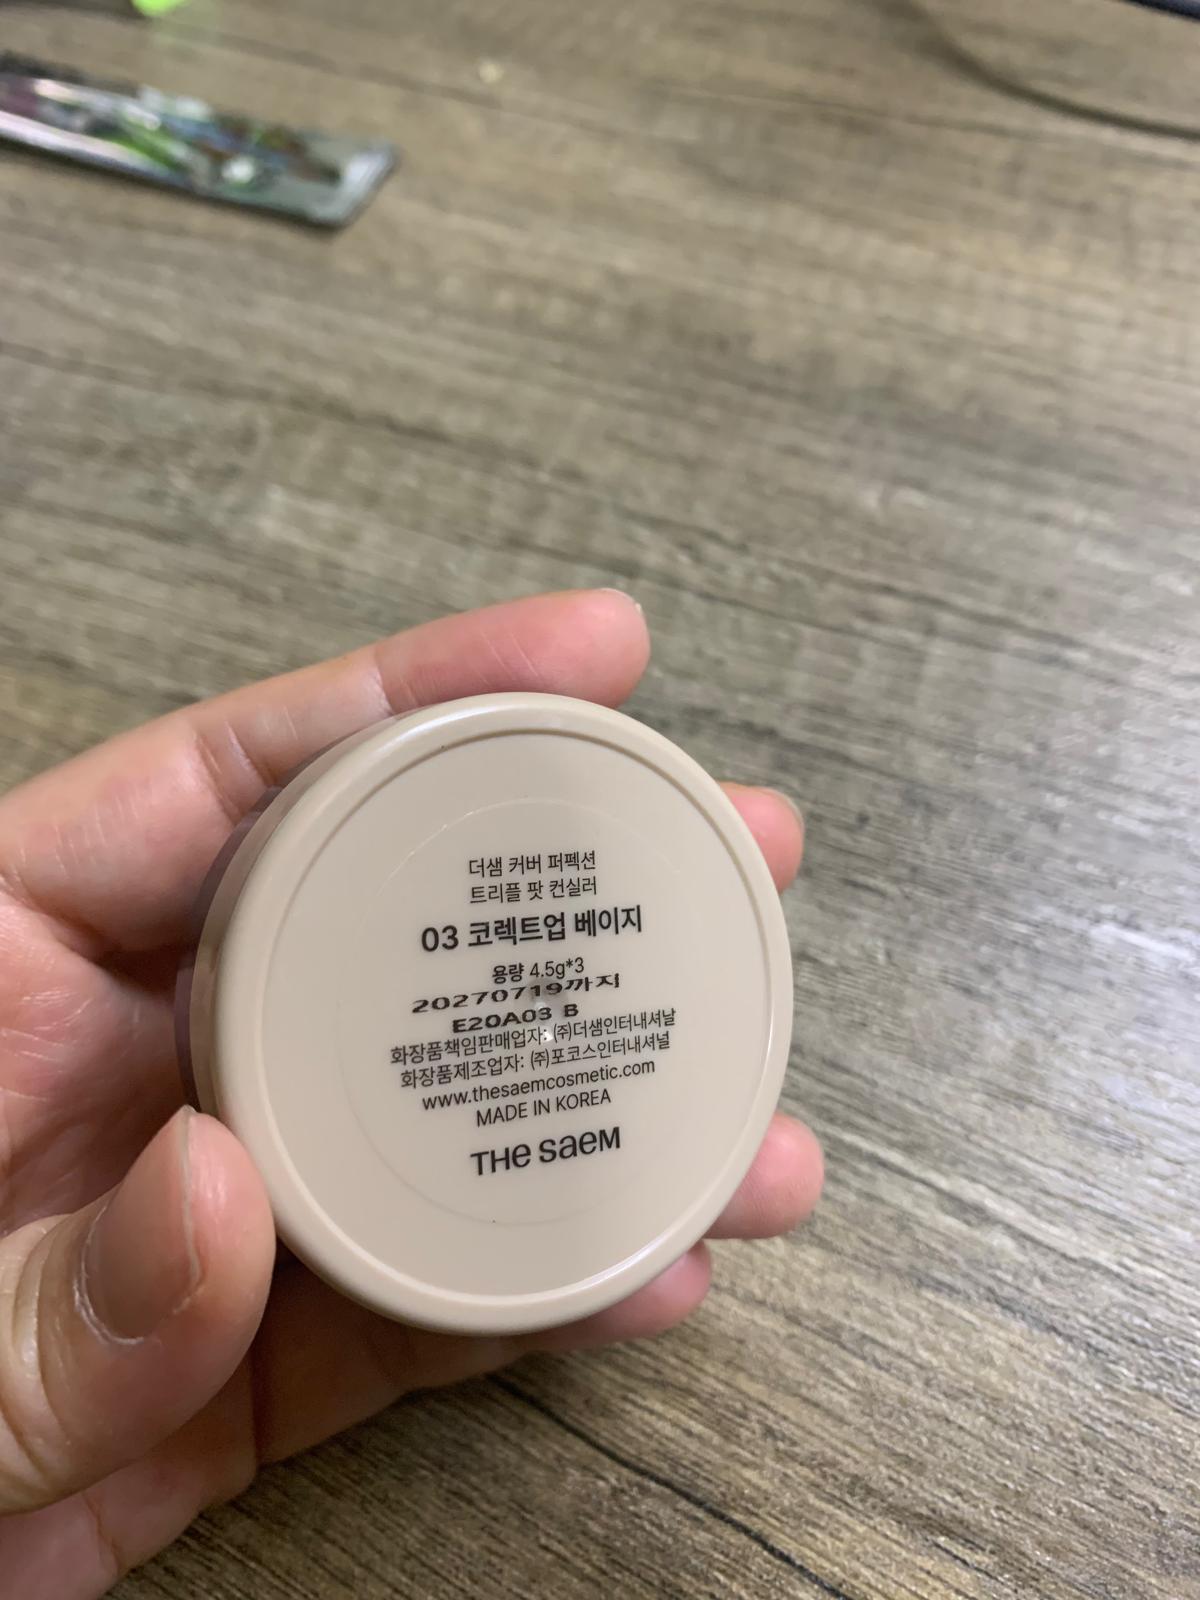 더샘 커버 퍼펙션
트리플 팟 컨실러
03 코렉트업 베이지
용량 4.5g*3
20270719까지
E20A03 B
화장품책임판매업자: ㈜더샘인터내셔날
화장품제조업자: ㈜포코스인터내셔널
www.thesaemcosmetic.com
MADE IN KOREA
THe saeM